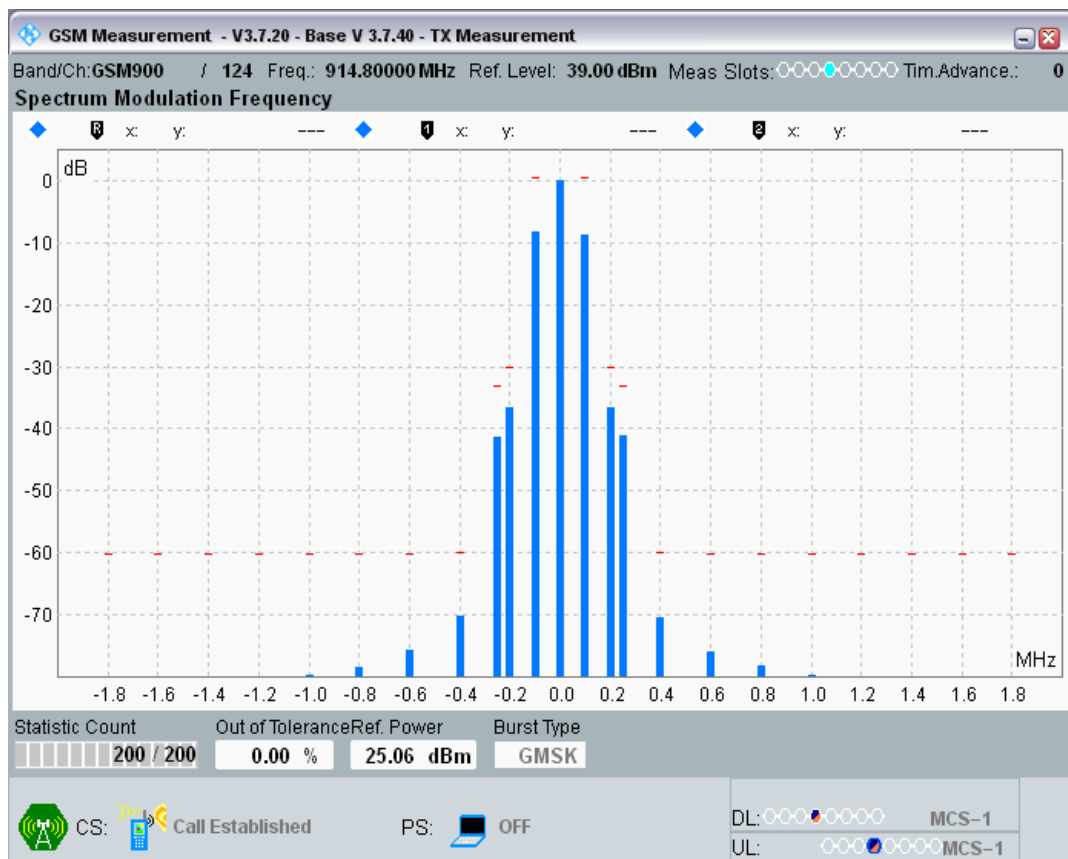 GSM Measurement - V3.7.20 - Base V 3.7.40 - TX Measurement
Band/Ch:GSM900 / 124 Freq.: 914.80000 MHz Ref. Level: 39.00 dBm Meas Slots: Tim.Advance.: 0
Spectrum Modulation Frequency
R x: y: --- 1 x: y: --- 2 x: y: ---
dB
0
-10
-20
-30
-40
-50
-60
-70
MHz
-1.8 -1.6 -1.4 -1.2 -1.0 -0.8 -0.6 -0.4 -0.2 0.0 0.2 0.4 0.6 0.8 1.0 1.2 1.4 1.6 1.8
Statistic Count Out of Tolerance Ref. Power Burst Type
200 / 200 0.00 % 25.06 dBm GMSK
CS: Call Established PS: OFF
DL: MCS-1
UL: MCS-1